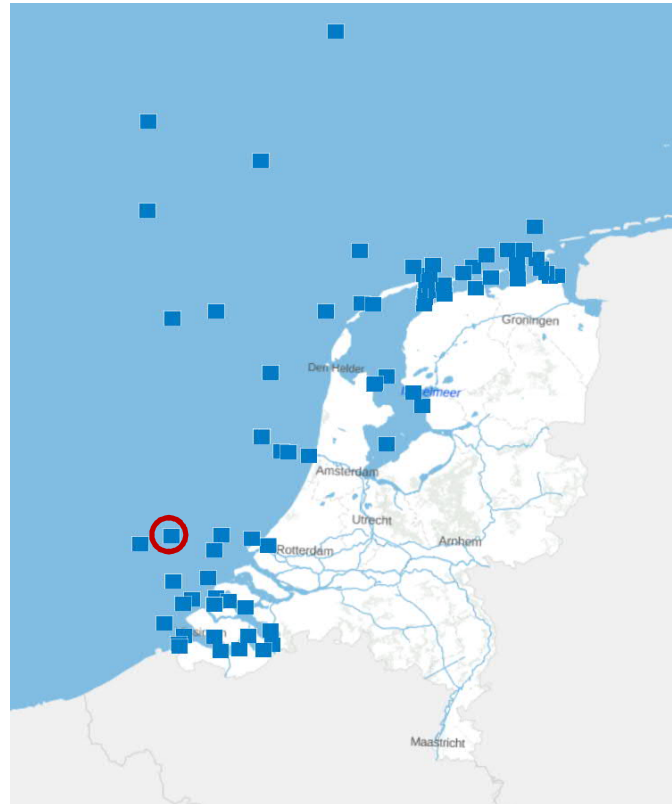 Groningen
Den Helder
Amsterdam
Utrecht
Arnhem
Rotterdam
Maastricht